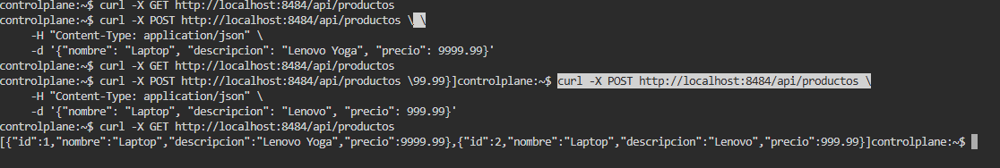 controlplane:~$ curl -X GET http://localhost:8484/api/productos
controlplane:~$ curl -X POST http://localhost:8484/api/productos \ \
     -H "Content-Type: application/json" \
     -d '{"nombre": "Laptop", "descripcion": "Lenovo Yoga", "precio": 9999.99}'
controlplane:~$ curl -X GET http://localhost:8484/api/productos
controlplane:~$ curl -X POST http://localhost:8484/api/productos \99.99}]controlplane:~$ curl -X POST http://localhost:8484/api/productos \
     -H "Content-Type: application/json" \
     -d '{"nombre": "Laptop", "descripcion": "Lenovo", "precio": 999.99}'
controlplane:~$ curl -X GET http://localhost:8484/api/productos
[{"id":1,"nombre":"Laptop","descripcion":"Lenovo Yoga","precio":9999.99},{"id":2,"nombre":"Laptop","descripcion":"Lenovo","precio":999.99}]controlplane:~$